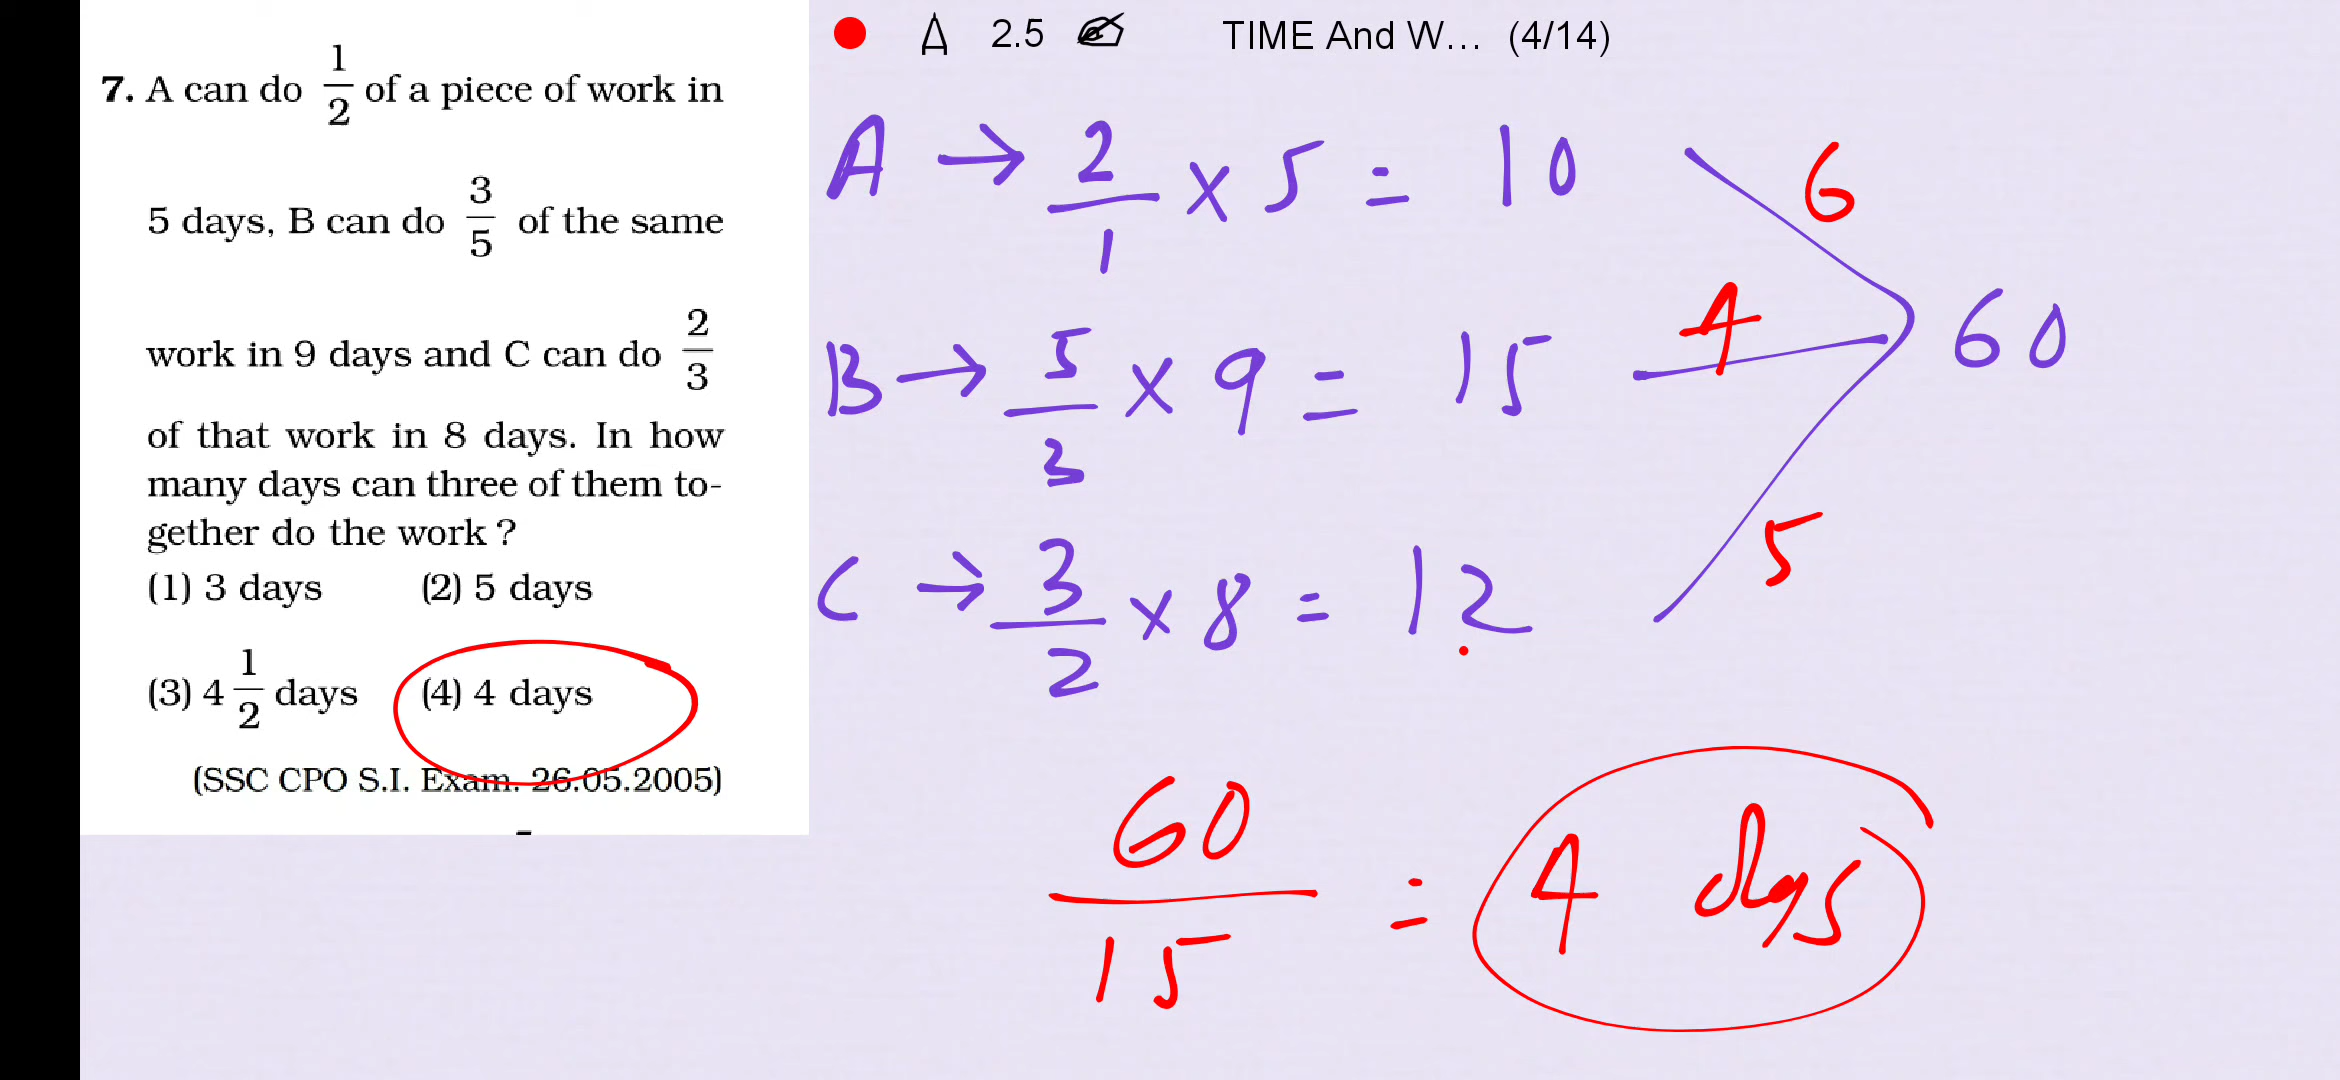 2.5 TIME And W... (4/14)
7. A can do 1/2 of a piece of work in
5 days, B can do 3/5 of the same
work in 9 days and C can do 2/3
of that work in 8 days. In how
many days can three of them to-
gether do the work ?
(1) 3 days (2) 5 days
(3) 4 1/2 days (4) 4 days
(SSC CPO S.I. Exam. 26.05.2005)
A → 2/1 × 5 = 10 6
B → 5/3 × 9 = 15 4 60
C → 3/2 × 8 = 12 5
60/15 = 4 days